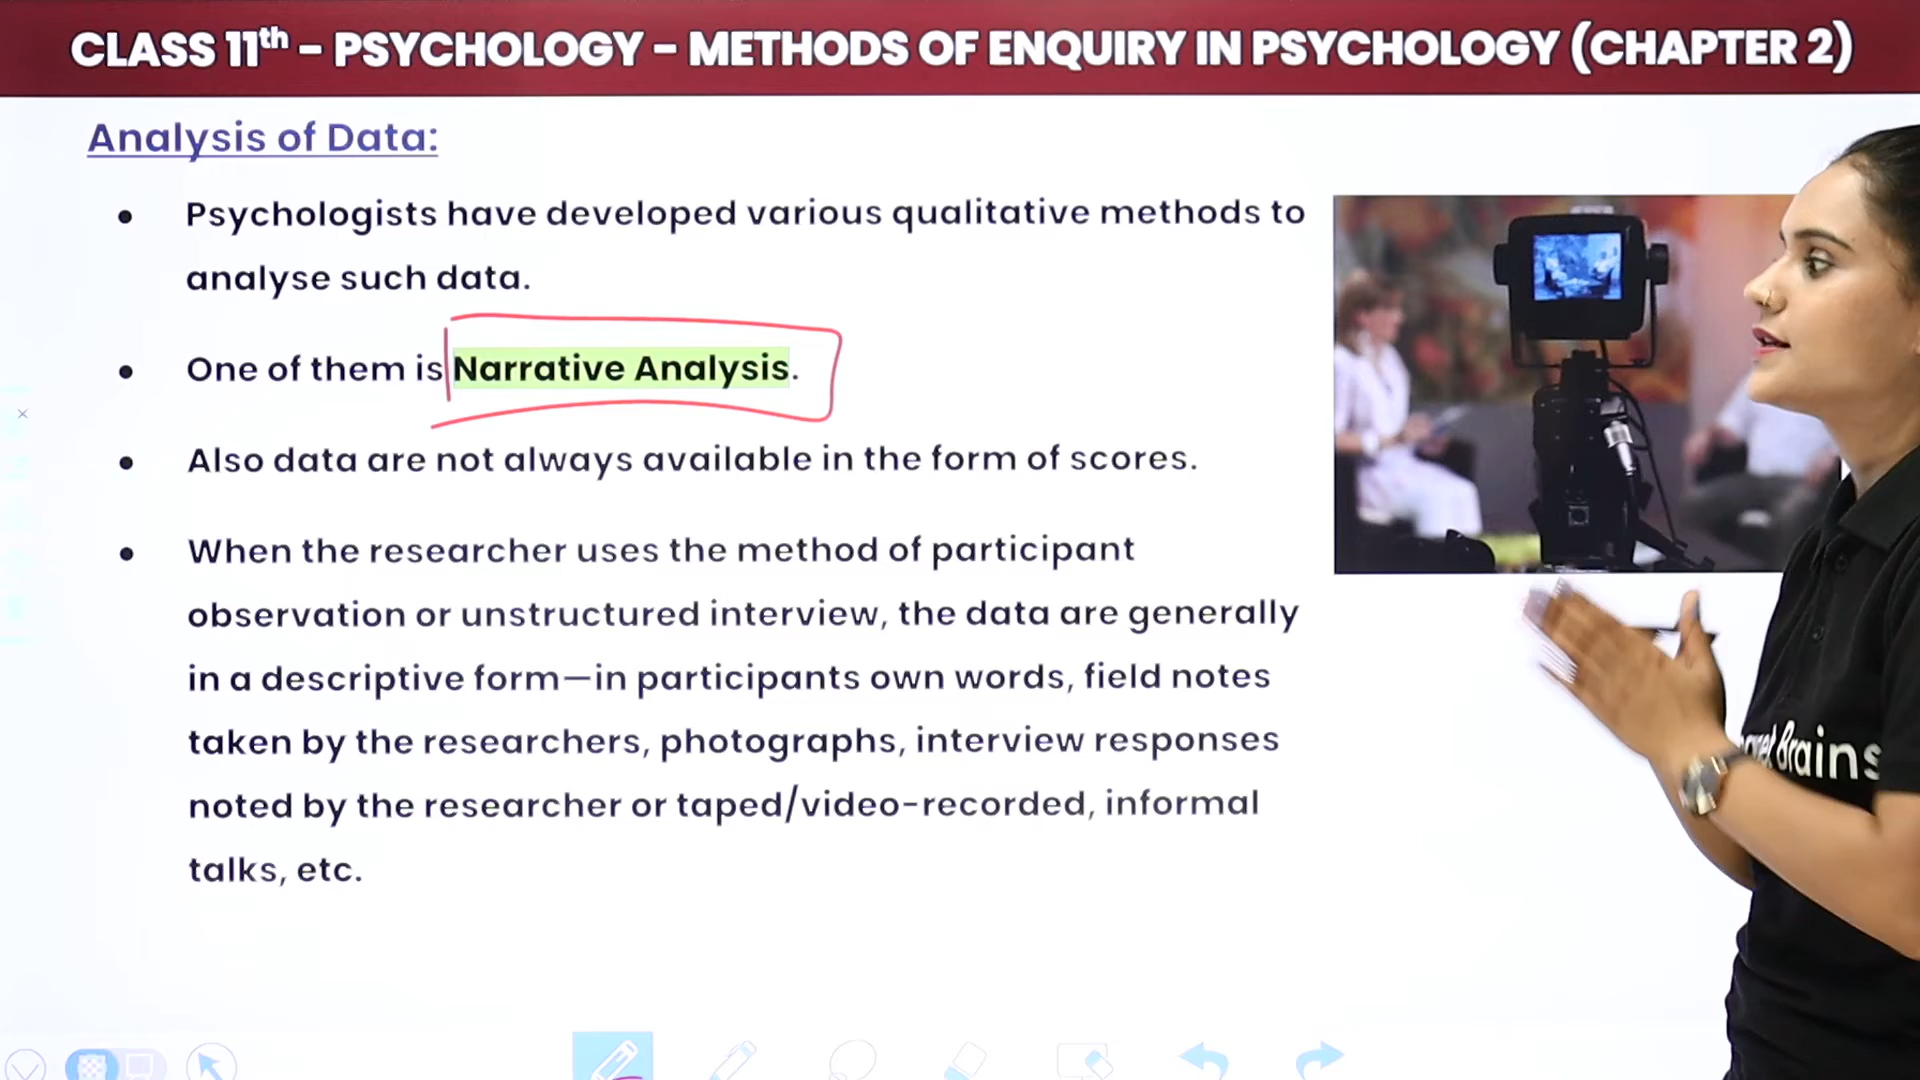 CLASS 11th - PSYCHOLOGY - METHODS OF ENQUIRY IN PSYCHOLOGY (CHAPTER 2)
Analysis of Data:
• Psychologists have developed various qualitative methods to
analyse such data.
• One of them is Narrative Analysis.
• Also data are not always available in the form of scores.
• When the researcher uses the method of participant
observation or unstructured interview, the data are generally
in a descriptive form—in participants own words, field notes
taken by the researchers, photographs, interview responses
noted by the researcher or taped/video-recorded, informal
talks, etc.
Brains